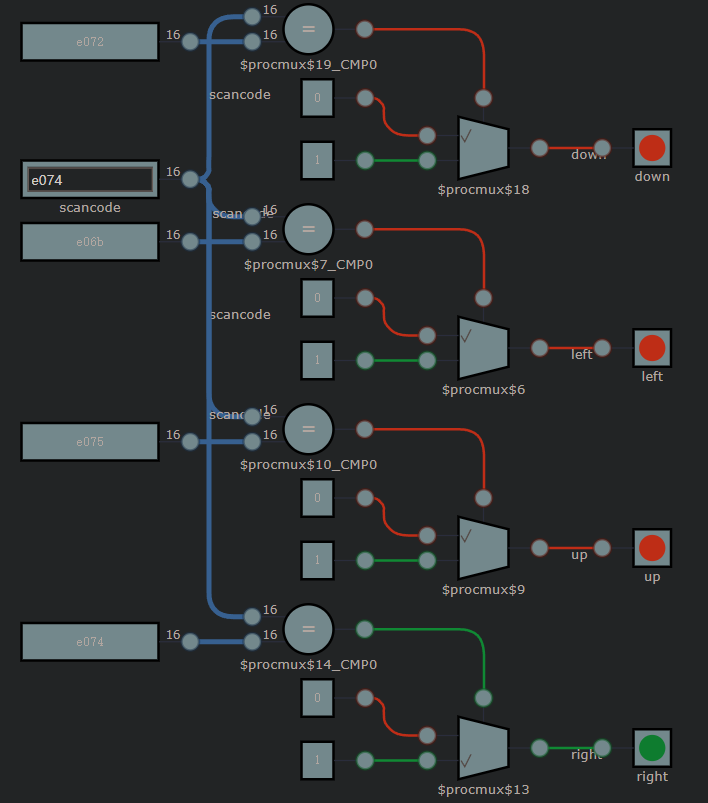 16
=
e072
16
16
$procmux$19_CMP0
scancode
0
1
down
$procmux$18
down
e074
16
scancode
scancode
16
=
e06b
16
16
$procmux$7_CMP0
0
scancode
1
left
$procmux$6
left
scancode
16
=
e075
16
16
$procmux$10_CMP0
0
1
up
$procmux$9
up
16
=
e074
16
16
$procmux$14_CMP0
0
1
right
$procmux$13
right